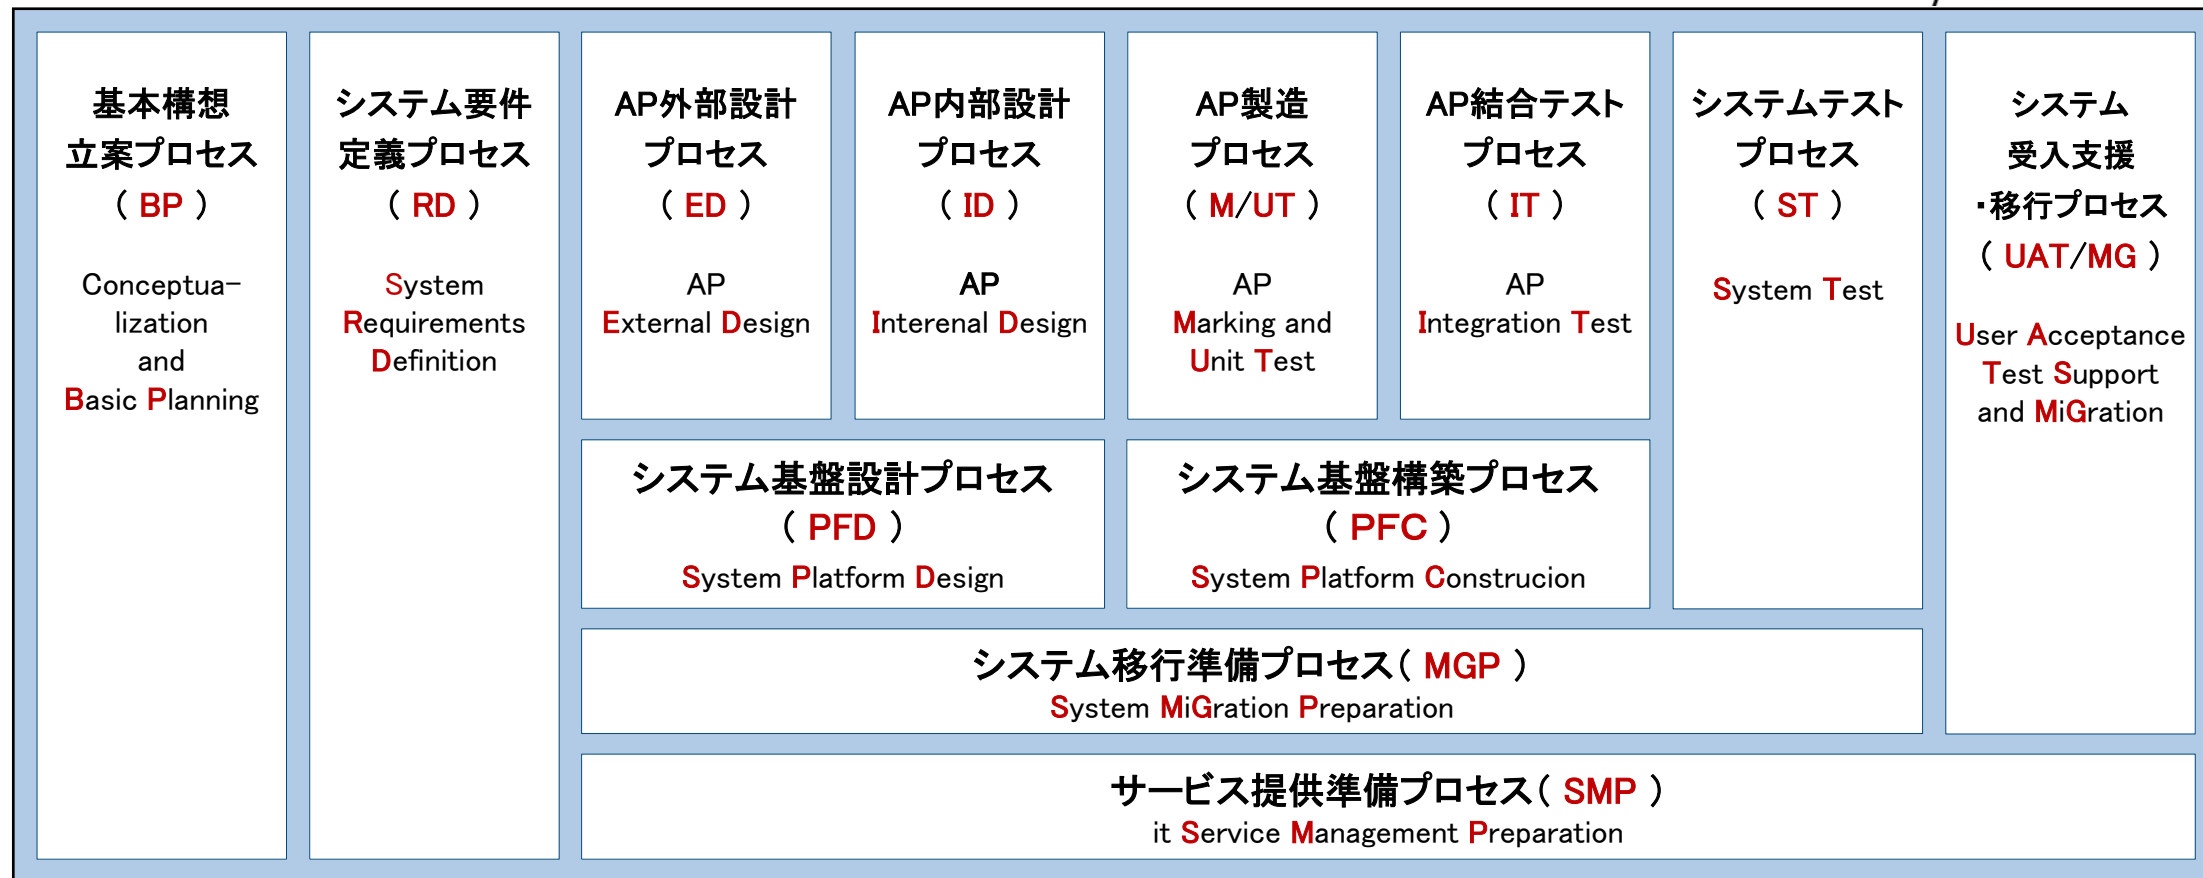 基本構想
立案プロセス
（ BP ）
Conceptua-
lization
and
Basic Planning
システム要件
定義プロセス
（ RD ）
System
Requirements
Definition
AP外部設計
プロセス
（ ED ）
AP
External Design
AP内部設計
プロセス
（ ID ）
AP
Interenal Design
AP製造
プロセス
（ M/UT ）
AP
Marking and
Unit Test
AP結合テスト
プロセス
（ IT ）
AP
Integration Test
システムテスト
プロセス
（ ST ）
System Test
システム
受入支援
・移行プロセス
（ UAT/MG ）
User Acceptance
Test Support
and MiGration
システム基盤設計プロセス
（ PFD ）
System Platform Design
システム基盤構築プロセス
（ PFC ）
System Platform Construcion
システム移行準備プロセス（ MGP ）
System MiGration Preparation
サービス提供準備プロセス（ SMP ）
it Service Management Preparation